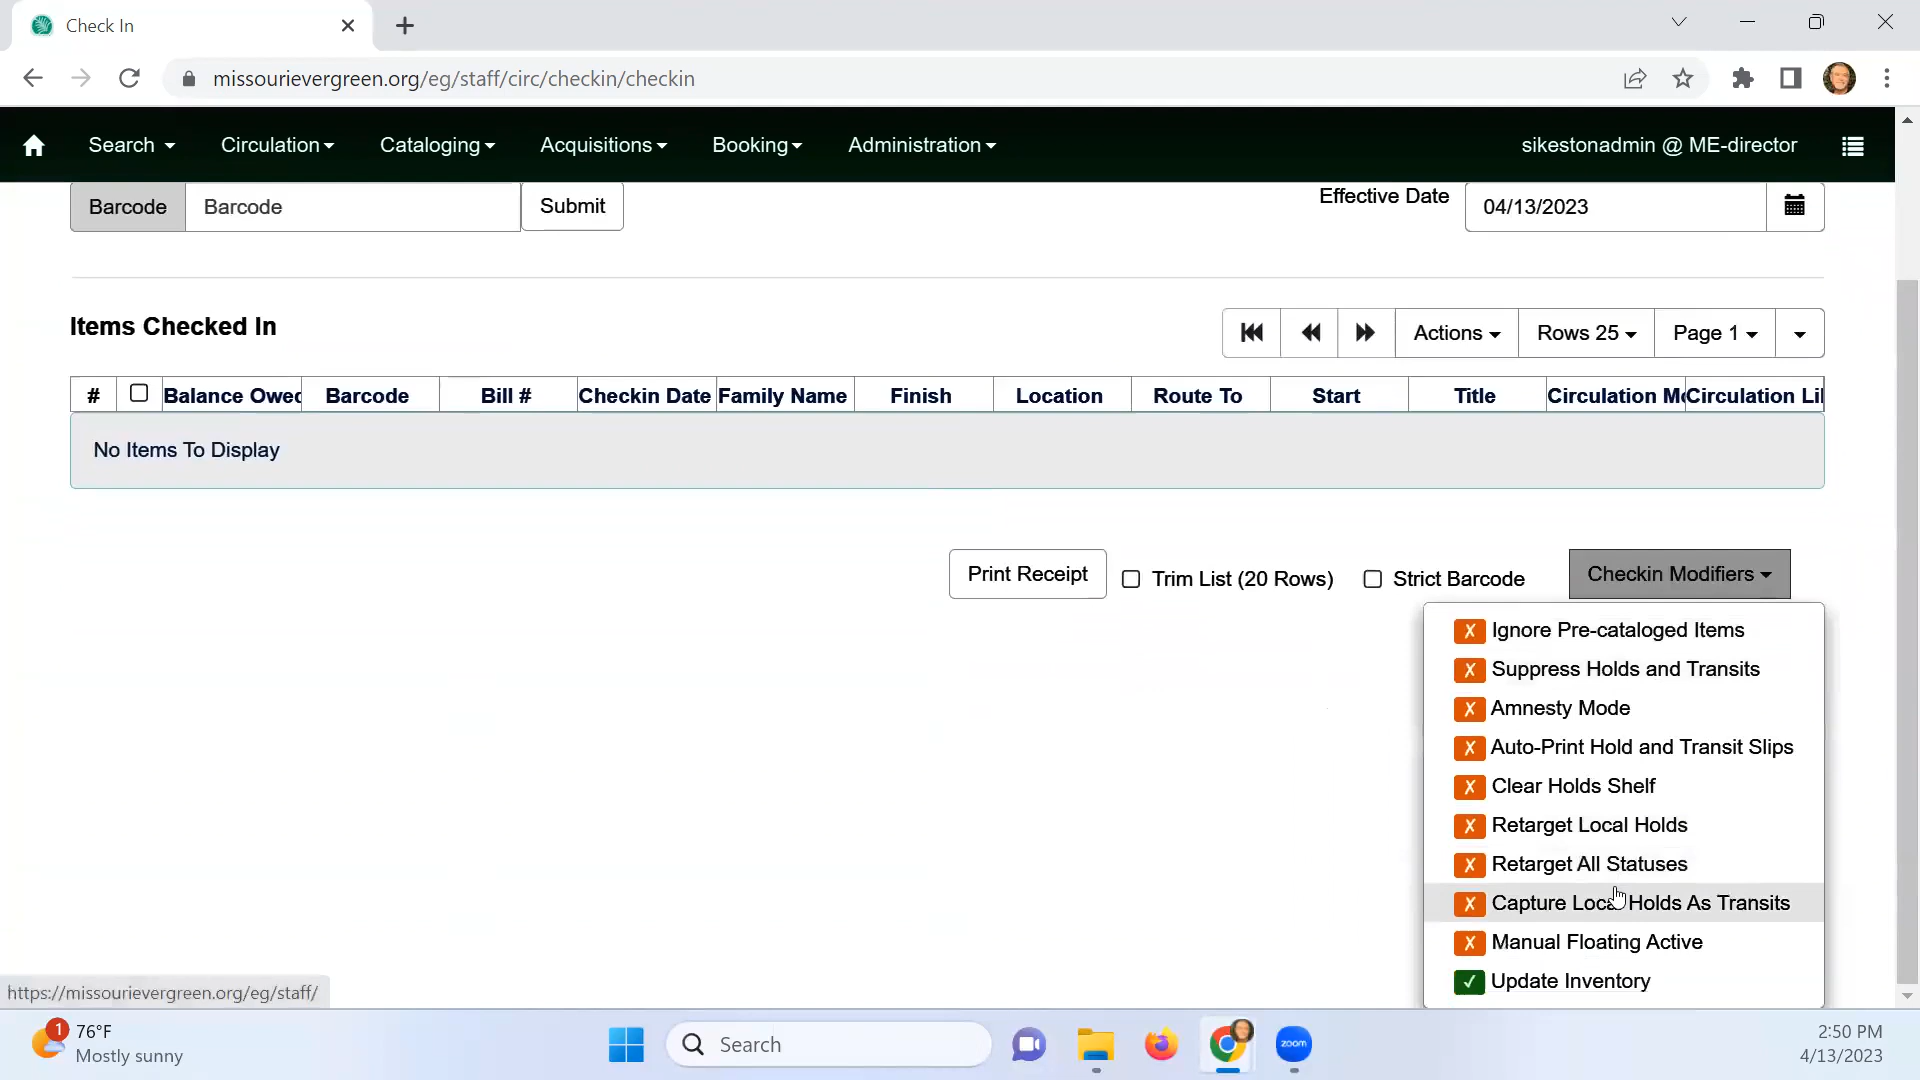 Check In
missourievergreen.org/eg/staff/circ/checkin/checkin
Search Circulation Cataloging Acquisitions Booking Administration sikestonadmin @ ME-director
Barcode Barcode Submit Effective Date 04/13/2023
Items Checked In Actions Rows 25 Page 1
# Balance Owed Barcode Bill # Checkin Date Family Name Finish Location Route To Start Title Circulation Mo Circulation Lil
No Items To Display
Print Receipt Trim List (20 Rows) Strict Barcode Checkin Modifiers
Ignore Pre-cataloged Items
Suppress Holds and Transits
Amnesty Mode
Auto-Print Hold and Transit Slips
Clear Holds Shelf
Retarget Local Holds
Retarget All Statuses
Capture Local Holds As Transits
Manual Floating Active
Update Inventory
https://missourievergreen.org/eg/staff/
1 76°F
Mostly sunny
Search
zoom
2:50 PM
4/13/2023